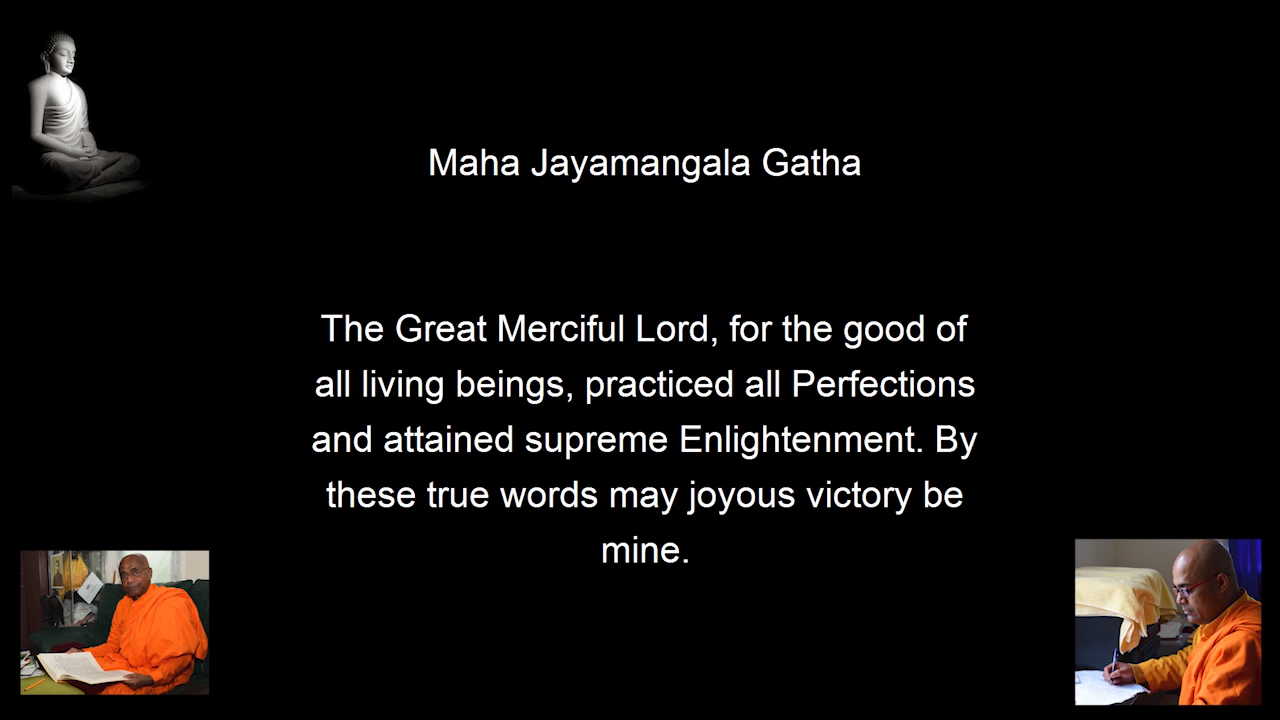 Maha Jayamangala Gatha
The Great Merciful Lord, for the good of
all living beings, practiced all Perfections
and attained supreme Enlightenment. By
these true words may joyous victory be
mine.